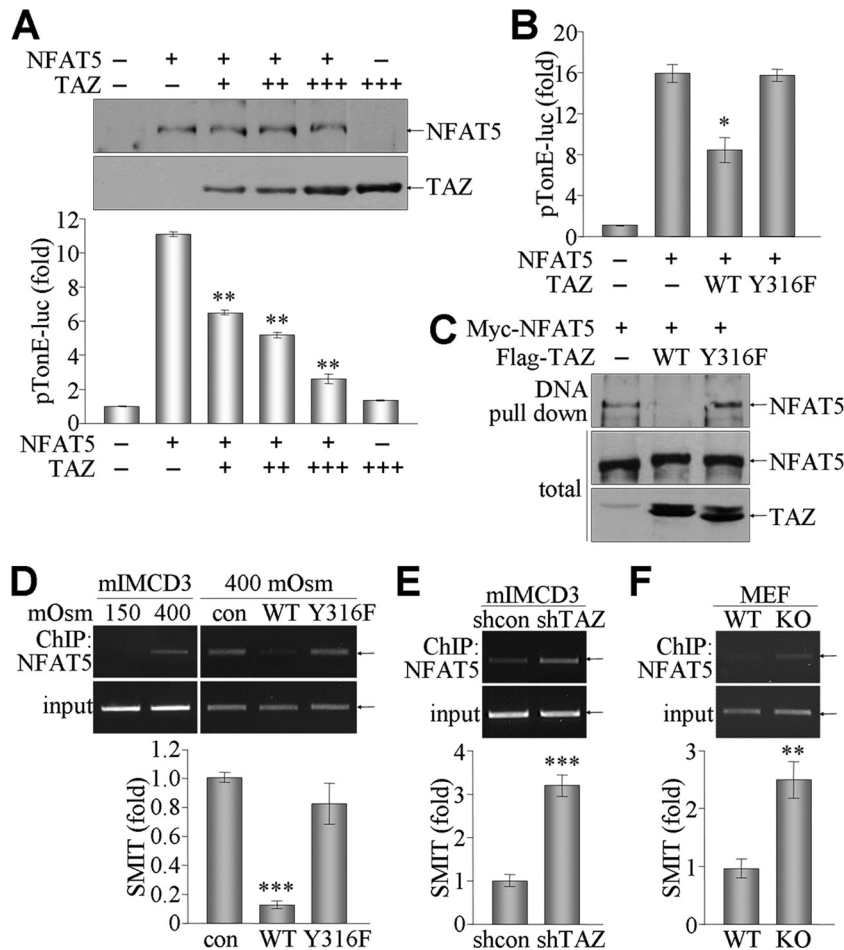 A
NFAT5 – + + + + –
TAZ – – + ++ +++ +++
NFAT5
TAZ
pTonE-luc (fold)
12
10
8
6
4
2
0
** ** **
NFAT5 – + + + + –
TAZ – – + ++ +++ +++
B
pTonE-luc (fold)
20
16
12
8
4
0
*
NFAT5 – + + +
TAZ – – WT Y316F
C
Myc-NFAT5 + + +
Flag-TAZ – WT Y316F
DNA
pull down
NFAT5
total
NFAT5
TAZ
D
mIMCD3 400 mOsm
mOsm 150 400 con WT Y316F
ChIP:
NFAT5
input
SMIT (fold)
1.2
1.0
0.8
0.6
0.4
0.2
0
***
con WT Y316F
E
mIMCD3
shcon shTAZ
ChIP:
NFAT5
input
SMIT (fold)
4
3
2
1
0
***
shcon shTAZ
F
MEF
WT KO
ChIP:
NFAT5
input
SMIT (fold)
3
2
1
0
**
WT KO